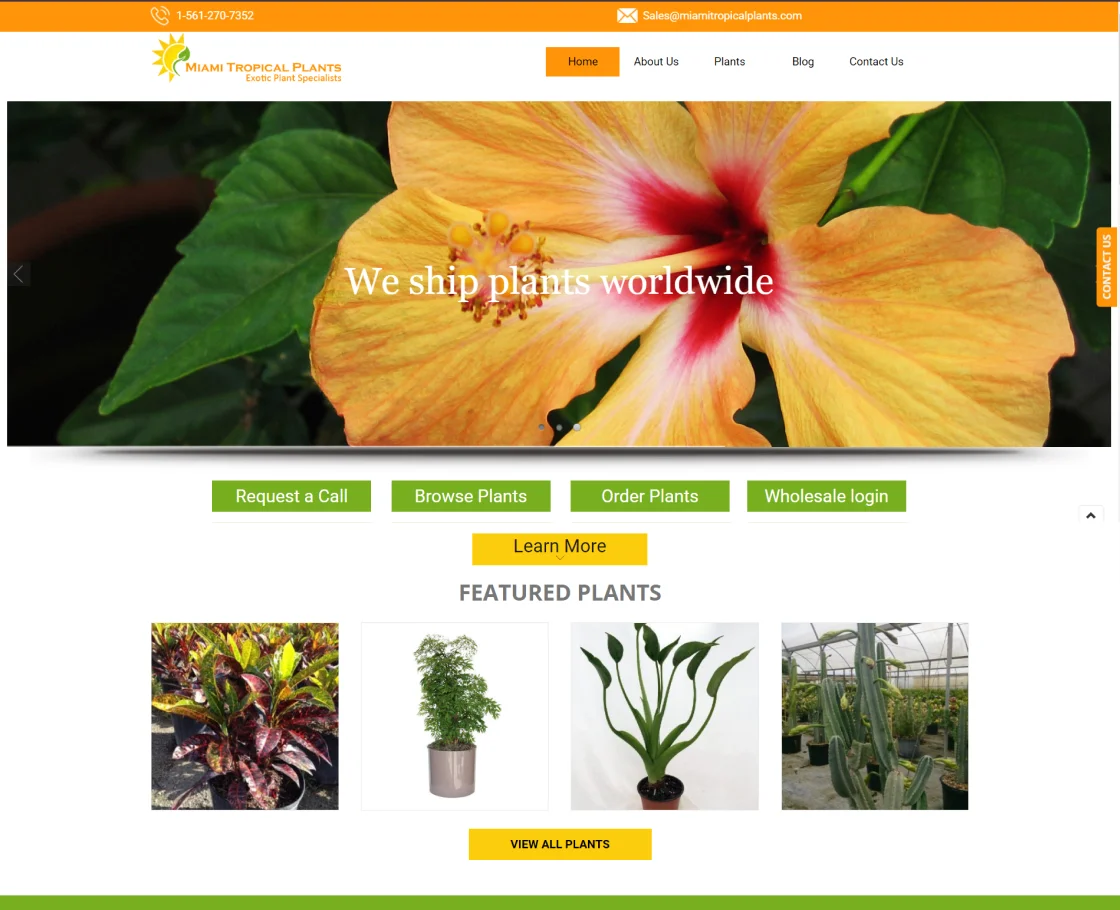 1-561-270-7352
Sales@miamitropicalplants.com
Miami Tropical Plants
Exotic Plant Specialists
Home
About Us
Plants
Blog
Contact Us
We ship plants worldwide
CONTACT US
Request a Call
Browse Plants
Order Plants
Wholesale login
Learn More
FEATURED PLANTS
VIEW ALL PLANTS